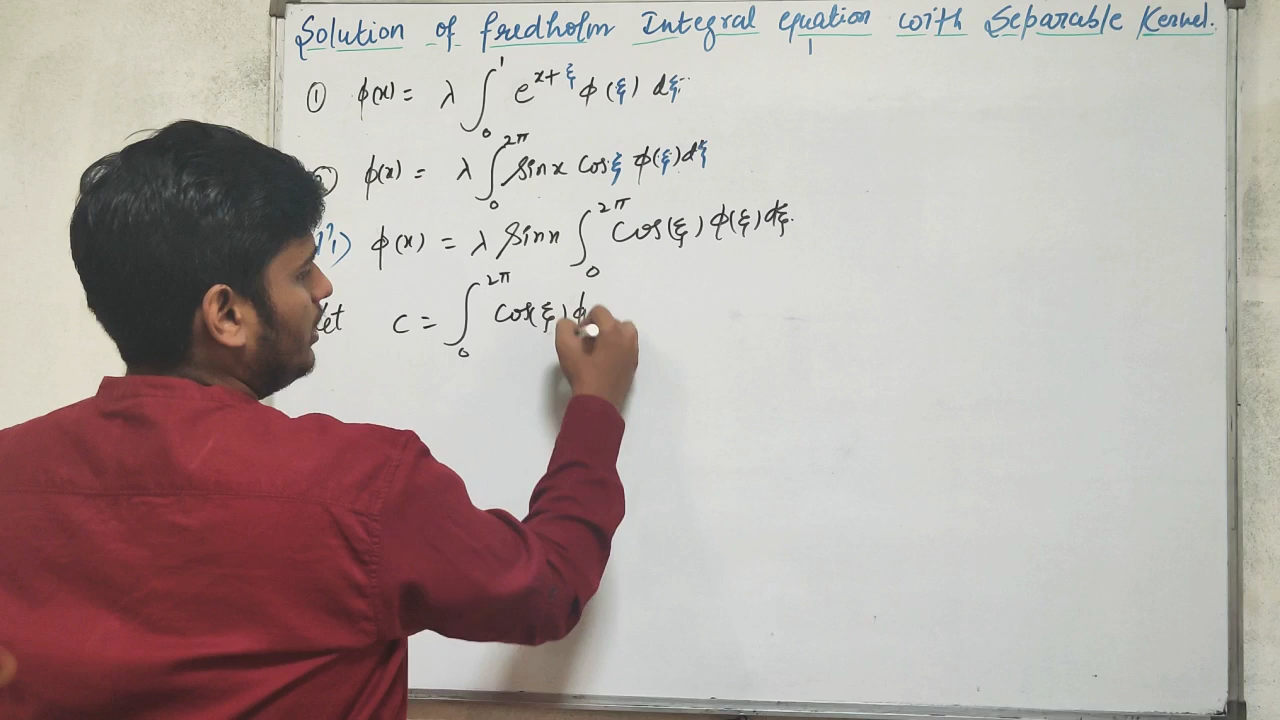 Solution of fredholm Integral equation with Separable Kernel.
① ϕ(x) = λ ∫₀¹ e^{x+ξ} ϕ(ξ) dξ.
ϕ(x) = λ ∫₀^{2π} sinx cosξ ϕ(ξ)dξ
ϕ(x) = λ sinx ∫₀^{2π} cos(ξ) ϕ(ξ)dξ.
Let c = ∫₀^{2π} cos(ξ) ϕ